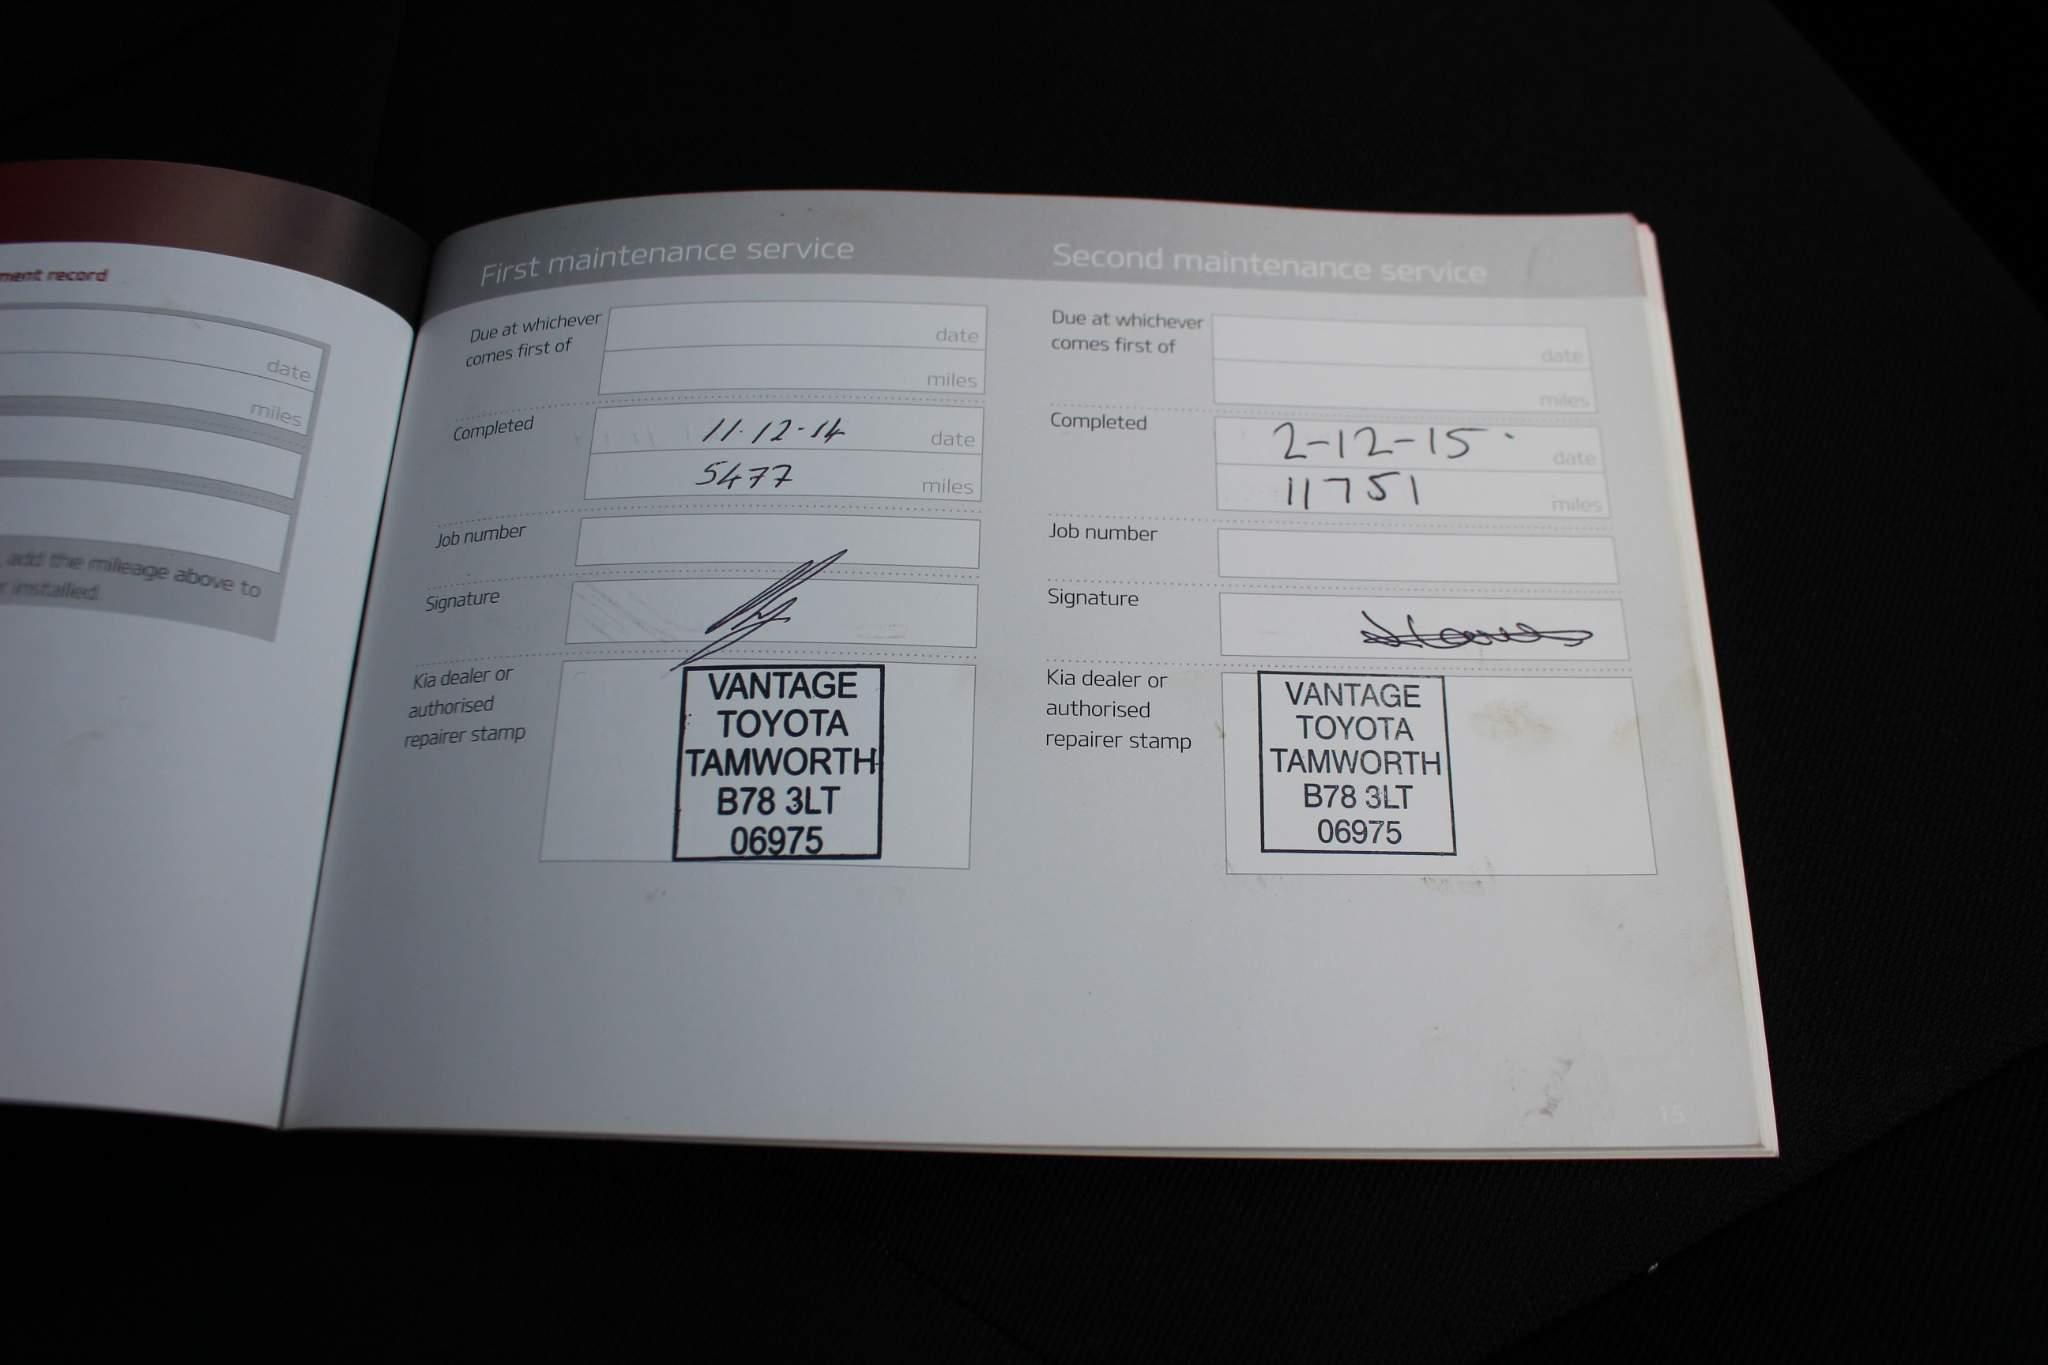 ment record
date
miles
, add the mileage above to
r installed.
First maintenance service
Due at whichever
comes first of
date
miles
Completed
11.12-14 date
5477 miles
Job number
Signature
Kia dealer or
authorised
repairer stamp
VANTAGE
TOYOTA
TAMWORTH
B78 3LT
06975
Second maintenance service
Due at whichever
comes first of
date
miles
Completed
2-12-15 date
11751 miles
Job number
Signature
Kia dealer or
authorised
repairer stamp
VANTAGE
TOYOTA
TAMWORTH
B78 3LT
06975
15